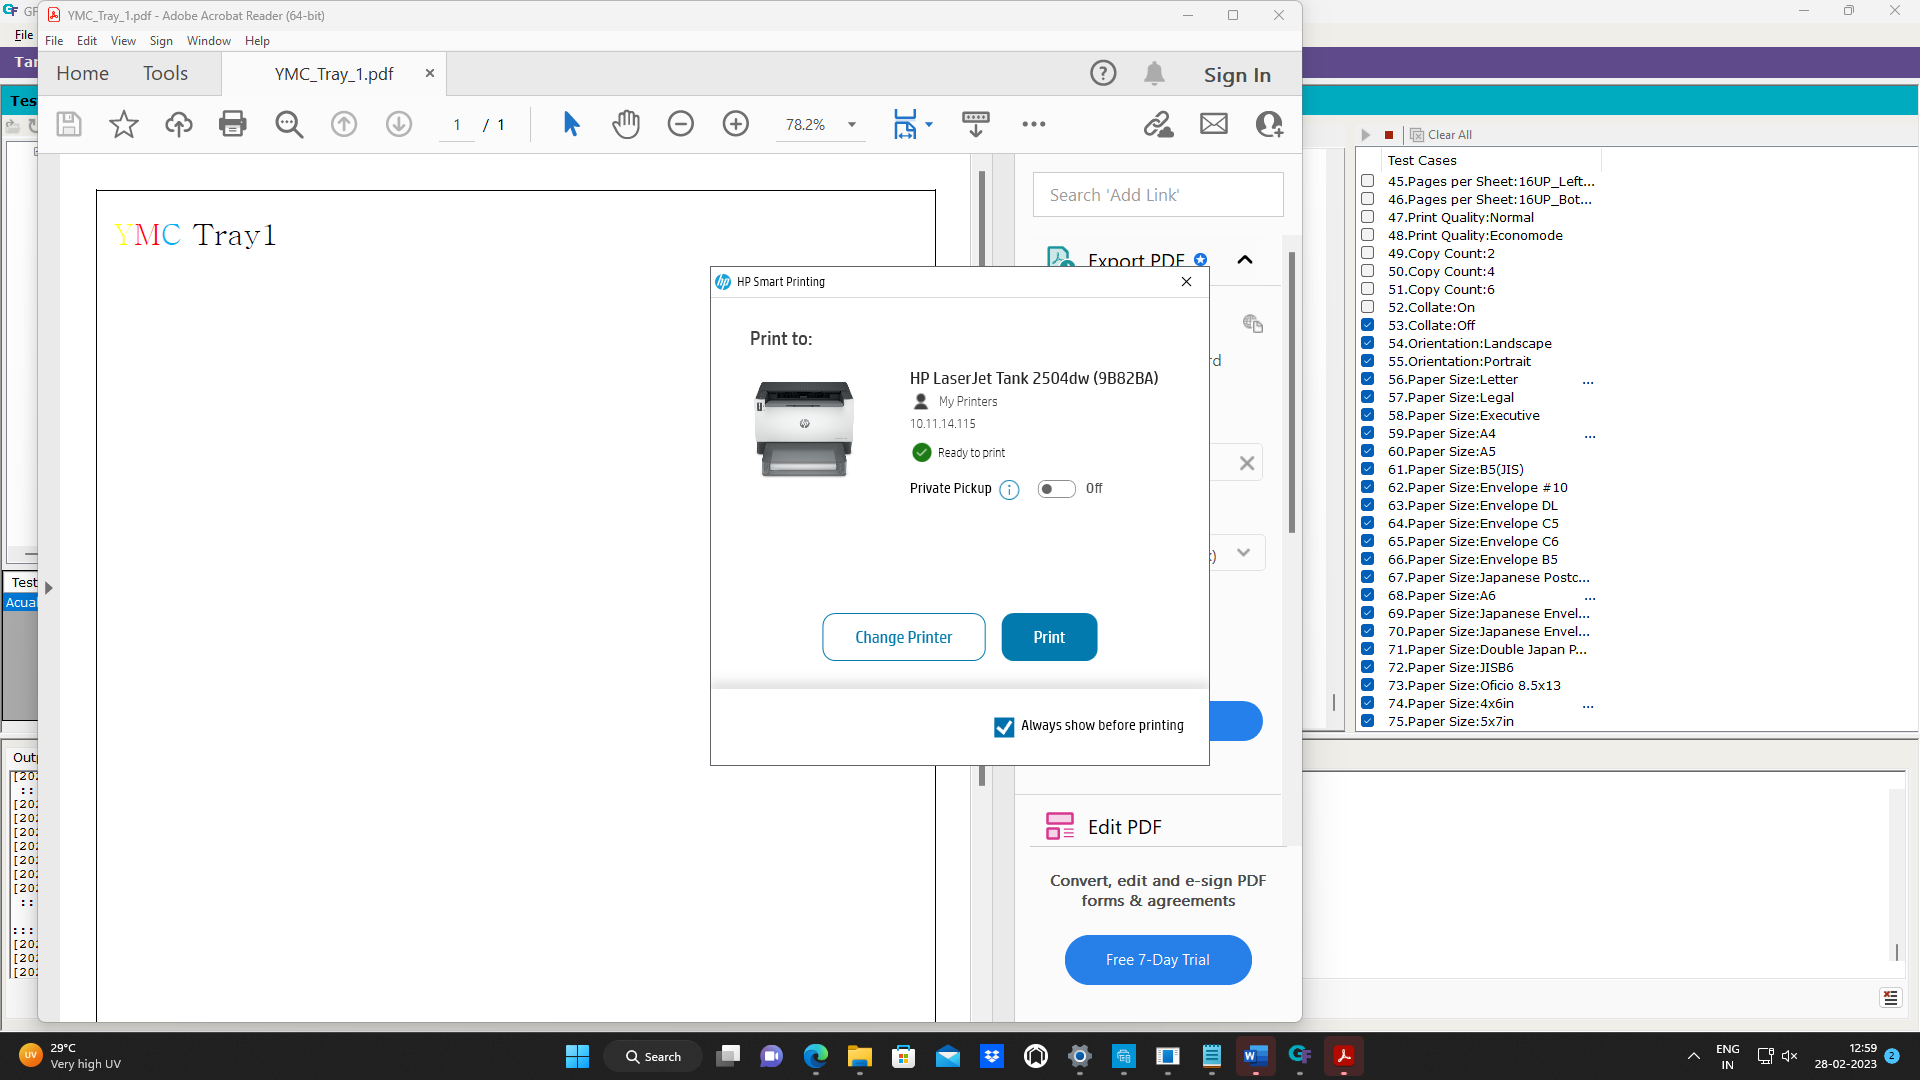 YMC_Tray_1.pdf - Adobe Acrobat Reader (64-bit)
File Edit View Sign Window Help
File
Home Tools YMC_Tray_1.pdf Sign In
1 / 1 78.2%
YMC Tray1
Search 'Add Link'
Export PDF
HP Smart Printing
Print to:
HP LaserJet Tank 2504dw (9B82BA)
My Printers
10.11.14.115
Ready to print
Private Pickup Off
Change Printer Print
Always show before printing
Edit PDF
Convert, edit and e-sign PDF
forms & agreements
Free 7-Day Trial
Clear All
Test Cases
45.Pages per Sheet:16UP_Left...
46.Pages per Sheet:16UP_Bot...
47.Print Quality:Normal
48.Print Quality:Economode
49.Copy Count:2
50.Copy Count:4
51.Copy Count:6
52.Collate:On
53.Collate:Off
54.Orientation:Landscape
55.Orientation:Portrait
56.Paper Size:Letter ...
57.Paper Size:Legal
58.Paper Size:Executive
59.Paper Size:A4 ...
60.Paper Size:A5
61.Paper Size:B5(JIS)
62.Paper Size:Envelope #10
63.Paper Size:Envelope DL
64.Paper Size:Envelope C5
65.Paper Size:Envelope C6
66.Paper Size:Envelope B5
67.Paper Size:Japanese Postc...
68.Paper Size:A6 ...
69.Paper Size:Japanese Envel...
70.Paper Size:Japanese Envel...
71.Paper Size:Double Japan P...
72.Paper Size:JISB6
73.Paper Size:Oficio 8.5x13
74.Paper Size:4x6in ...
75.Paper Size:5x7in
Test
UV
29°C
Very high UV
Search
ENG
IN
12:59
28-02-2023
2